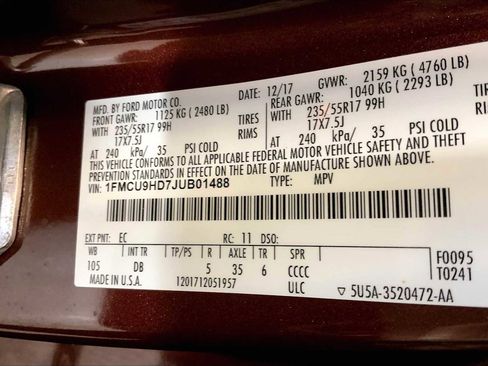 MFD. BY FORD MOTOR CO.
12/17 GVWR: 2159 KG ( 4760 LB)
FRONT GAWR: 1125 KG ( 2480 LB) REAR GAWR: 1040 KG ( 2293 LB)
WITH 235/55R17 99H TIRES WITH 235/55R17 99H TIRES
17X7.5J RIMS 17X7.5J RIMS
AT 240 kPa/ 35 PSI COLD AT 240 kPa/ 35 PSI COLD
THIS VEHICLE CONFORMS TO ALL APPLICABLE FEDERAL MOTOR VEHICLE SAFETY AND THEFT
PREVENTION STANDARDS IN EFFECT ON THE DATE OF MANUFACTURE SHOWN ABOVE.
VIN: 1FMCU9HD7JUB01488 TYPE: MPV
EXT PNT: EC RC: 11 DSO:
WB INT TR TP/PS R AX TR SPR F0095
105 DB 5 35 6 CCCC T0241
MADE IN U.S.A. 1201712051957 ULC 5U5A-3520472-AA